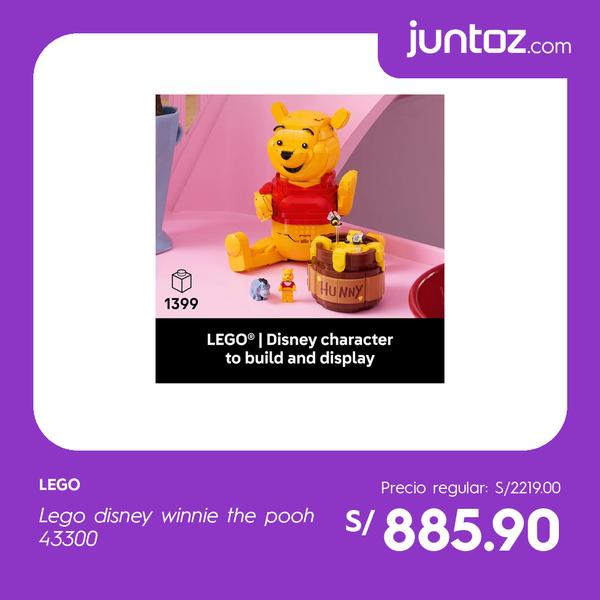 juntoz.com
HUNNY
1399
LEGO® | Disney character
to build and display
LEGO
Lego disney winnie the pooh
43300
Precio regular: S/2219.00
S/ 885.90